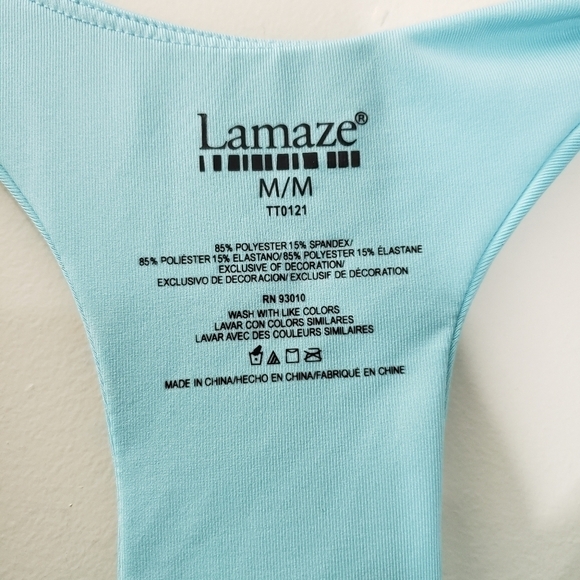 Lamaze®
M/M
TT0121
85% POLYESTER 15% SPANDEX/
85% POLIÉSTER 15% ELASTANO/85% POLYESTER 15% ÉLASTANE
EXCLUSIVE OF DECORATION/
EXCLUSIVO DE DECORACION/EXCLUSIF DE DÉCORATION
RN 93010
WASH WITH LIKE COLORS
LAVAR CON COLORS SIMILARES
LAVAR AVEC DES COULEURS SIMILAIRES
MADE IN CHINA/HECHO EN CHINA/FABRIQUÉ EN CHINE